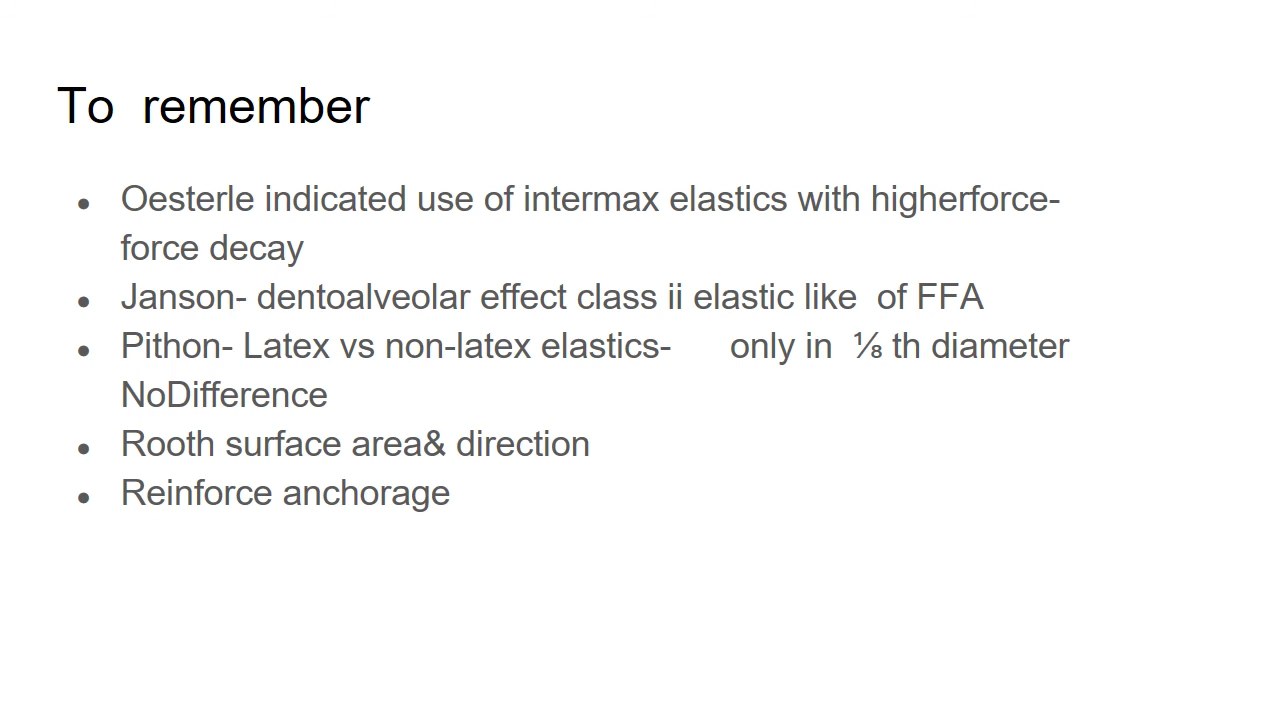 To remember
• Oesterle indicated use of intermax elastics with higherforce-
force decay
• Janson- dentoalveolar effect class ii elastic like of FFA
• Pithon- Latex vs non-latex elastics- only in ⅛ th diameter
NoDifference
• Rooth surface area& direction
• Reinforce anchorage